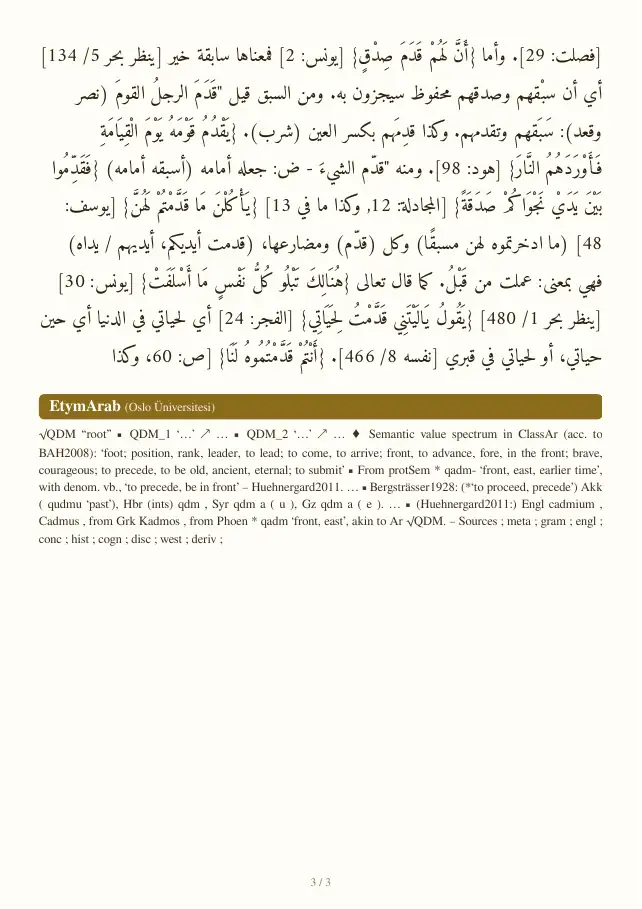 [فصلت: 29]. وأما {أَنَّ لَهُمْ قَدَمَ صِدْقٍ} [يونس: 2] فمعناها سابقة خير [ينظر بحر 5/ 134]
أي أن سبْقهم وصدقهم محفوظ سيجزون به. ومن السبق قيل "قَدَمَ الرجلُ القومَ (نصر
وقعد): سَبَقهم وتقدمهم. وكذا قدِمَهم بكسر العين (شرب). {يَقْدُمُ قَوْمَهُ يَوْمَ الْقِيَامَةِ
فَأَوْرَدَهُمُ النَّارَ} [هود: 98]. ومنه "قدّم الشيءَ - ض: جعله أمامه (أسبقه أمامه) {فَقَدِّمُوا
بَيْنَ يَدَيْ نَجْوَاكُمْ صَدَقَةً} [المجادلة: 12, وكذا ما في 13] {يَأْكُلْنَ مَا قَدَّمْتُمْ لَهُنَّ} [يوسف:
48] (ما ادخرتموه لهن مسبقًا) وكل (قدّم) ومضارعها، (قدمت أيديكم، أيديهم / يداه)
فهي بمعنى: عملت من قَبْلُ. كما قال تعالى {هُنَالِكَ تَبْلُو كُلُّ نَفْسٍ مَا أَسْلَفَتْ} [يونس: 30]
[ينظر بحر 1/ 480] {يَقُولُ يَالَيْتَنِي قَدَّمْتُ لِحَيَاتِي} [الفجر: 24] أي لحياتي في الدنيا أي حين
حياتي، أو لحياتي في قبري [نفسه 8/ 466]. {أَنْتُمْ قَدَّمْتُمُوهُ لَنَا} [ص: 60، وكذا
EtymArab (Oslo Üniversitesi)
√QDM “root” ▪ QDM_1 ‘…’ ↗ … ▪ QDM_2 ‘…’ ↗ … ♦ Semantic value spectrum in ClassAr (acc. to
BAH2008): ‘foot; position, rank, leader, to lead; to come, to arrive; front, to advance, fore, in the front; brave,
courageous; to precede, to be old, ancient, eternal; to submit’ ▪ From protSem * qadm- ‘front, east, earlier time’,
with denom. vb., ‘to precede, be in front’ – Huehnergard2011. … ▪ Bergsträsser1928: (*‘to proceed, precede’) Akk
( qudmu ‘past’), Hbr (ints) qdm , Syr qdm a ( u ), Gz qdm a ( e ). … ▪ (Huehnergard2011:) Engl cadmium ,
Cadmus , from Grk Kadmos , from Phoen * qadm ‘front, east’, akin to Ar √QDM. – Sources ; meta ; gram ; engl ;
conc ; hist ; cogn ; disc ; west ; deriv ;
3 / 3